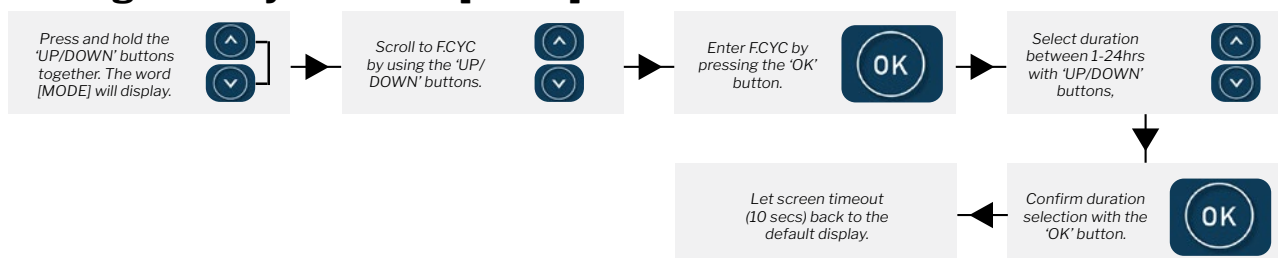 Press and hold the
‘UP/DOWN’ buttons
together. The word
[MODE] will display.
Scroll to F.CYC
by using the ‘UP/
DOWN’ buttons.
Enter F.CYC by
pressing the ‘OK’
button.
OK
Select duration
between 1-24hrs
with ‘UP/DOWN’
buttons,
Confirm duration
selection with the
‘OK’ button.
OK
Let screen timeout
(10 secs) back to the
default display.